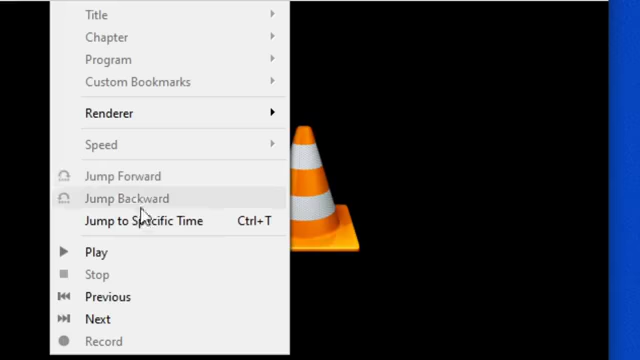 Title
Chapter
Program
Custom Bookmarks
Renderer
Speed
Jump Forward
Jump Backward
Jump to Specific Time Ctrl+T
Play
Stop
Previous
Next
Record